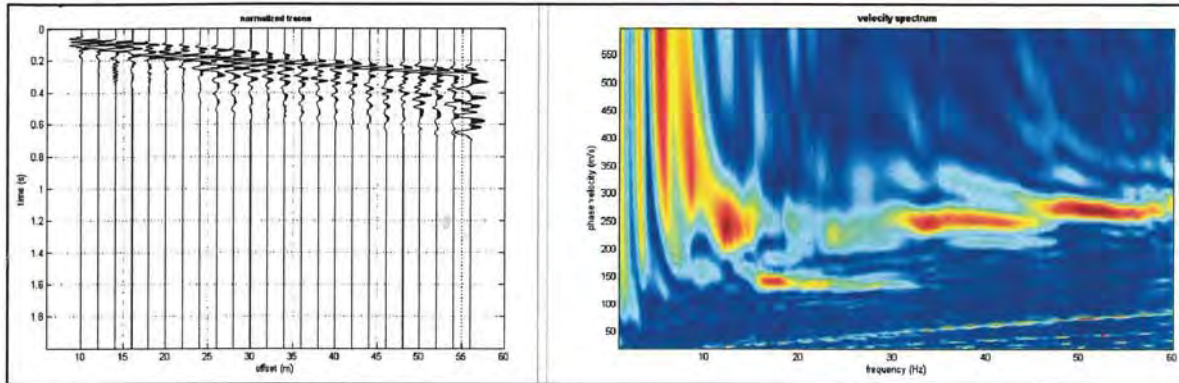 normalized traces
0
0.2
0.4
0.6
0.8
1
1.2
1.4
1.6
1.8
time (s)
10 15 20 25 30 35 40 45 50 55 60
offset (m)
velocity spectrum
550
500
450
400
350
300
250
200
150
100
50
phase velocity (m/s)
10 20 30 40 50 60
frequency (Hz)